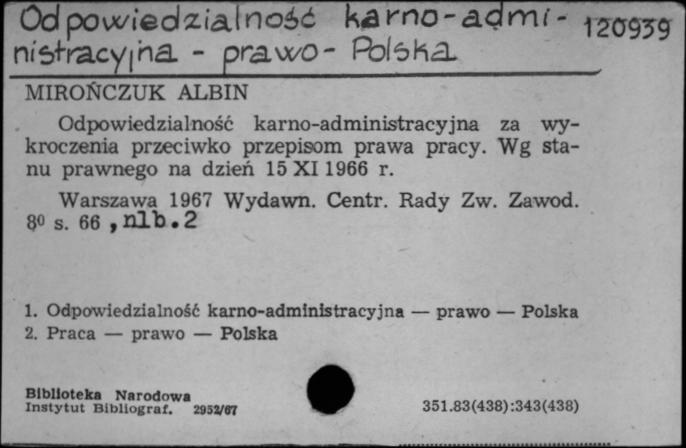 Odpowiedzialność karno-admi- 120939
nistracyjna - prawo - Polska
MIROŃCZUK ALBIN
Odpowiedzialność karno-administracyjna za wy-
kroczenia przeciwko przepisom prawa pracy. Wg sta-
nu prawnego na dzień 15 XI 1966 r.
Warszawa 1967 Wydawn. Centr. Rady Zw. Zawod.
8⁰ s. 66 , nlb.2
1. Odpowiedzialność karno-administracyjna — prawo — Polska
2. Praca — prawo — Polska
Biblioteka Narodowa
Instytut Bibliograf. 2952/67 351.83(438):343(438)